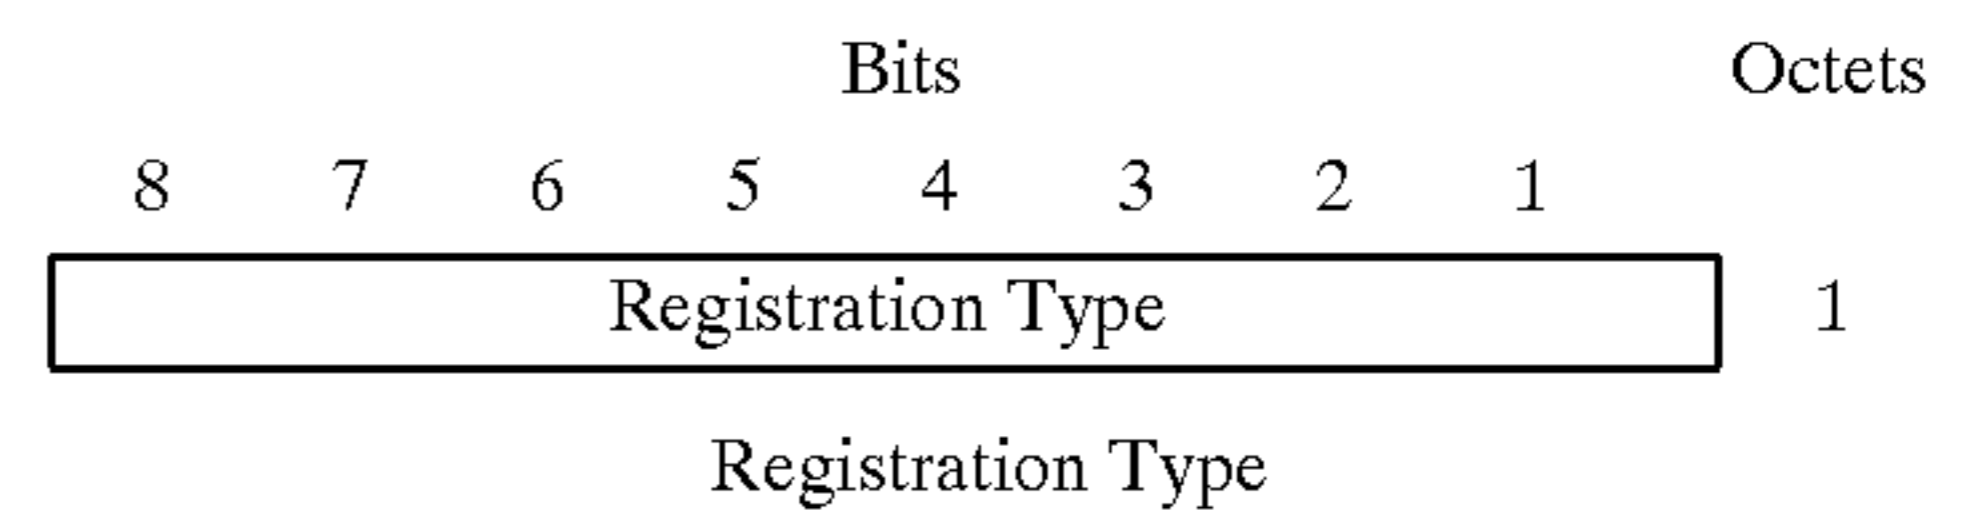 Bits Octets
8 7 6 5 4 3 2 1
Registration Type 1
Registration Type